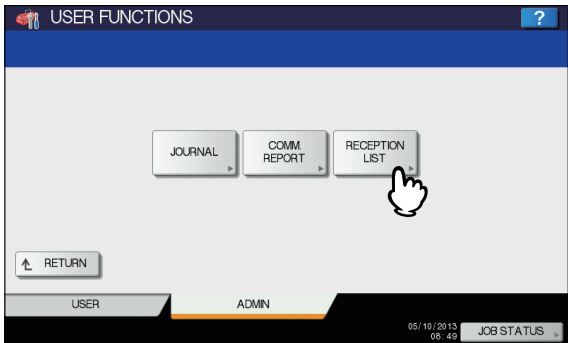 USER FUNCTIONS
?
JOURNAL
COMM.
REPORT
RECEPTION
LIST
RETURN
USER
ADMIN
05/10/2013
08:49
JOB STATUS